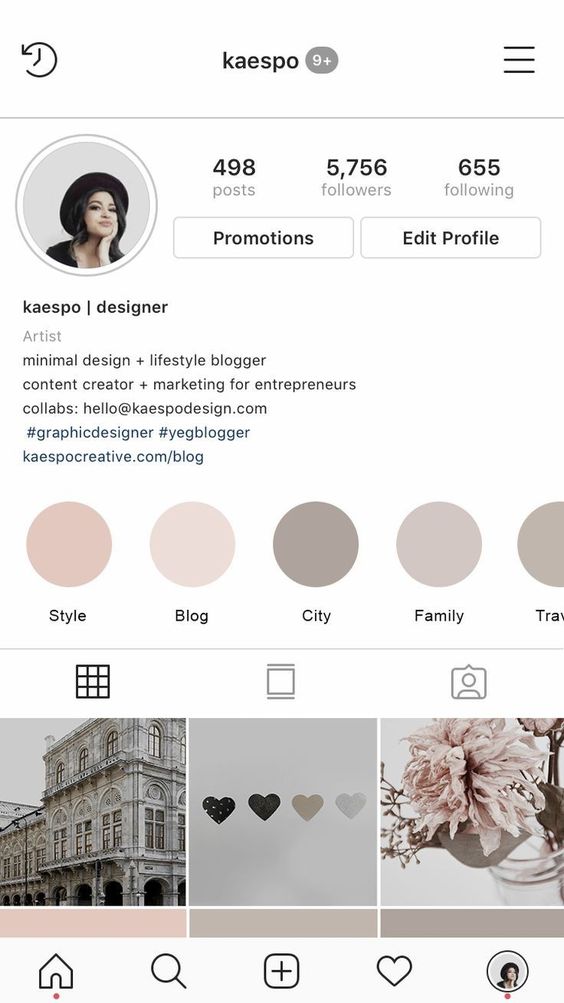 kaespo 9+
498 5,756 655
posts followers following
Promotions Edit Profile
kaespo | designer
Artist
minimal design + lifestyle blogger
content creator + marketing for entrepreneurs
collabs: hello@kaespodesign.com
#graphicdesigner #yegblogger
kaespocreative.com/blog
Style Blog City Family Trav